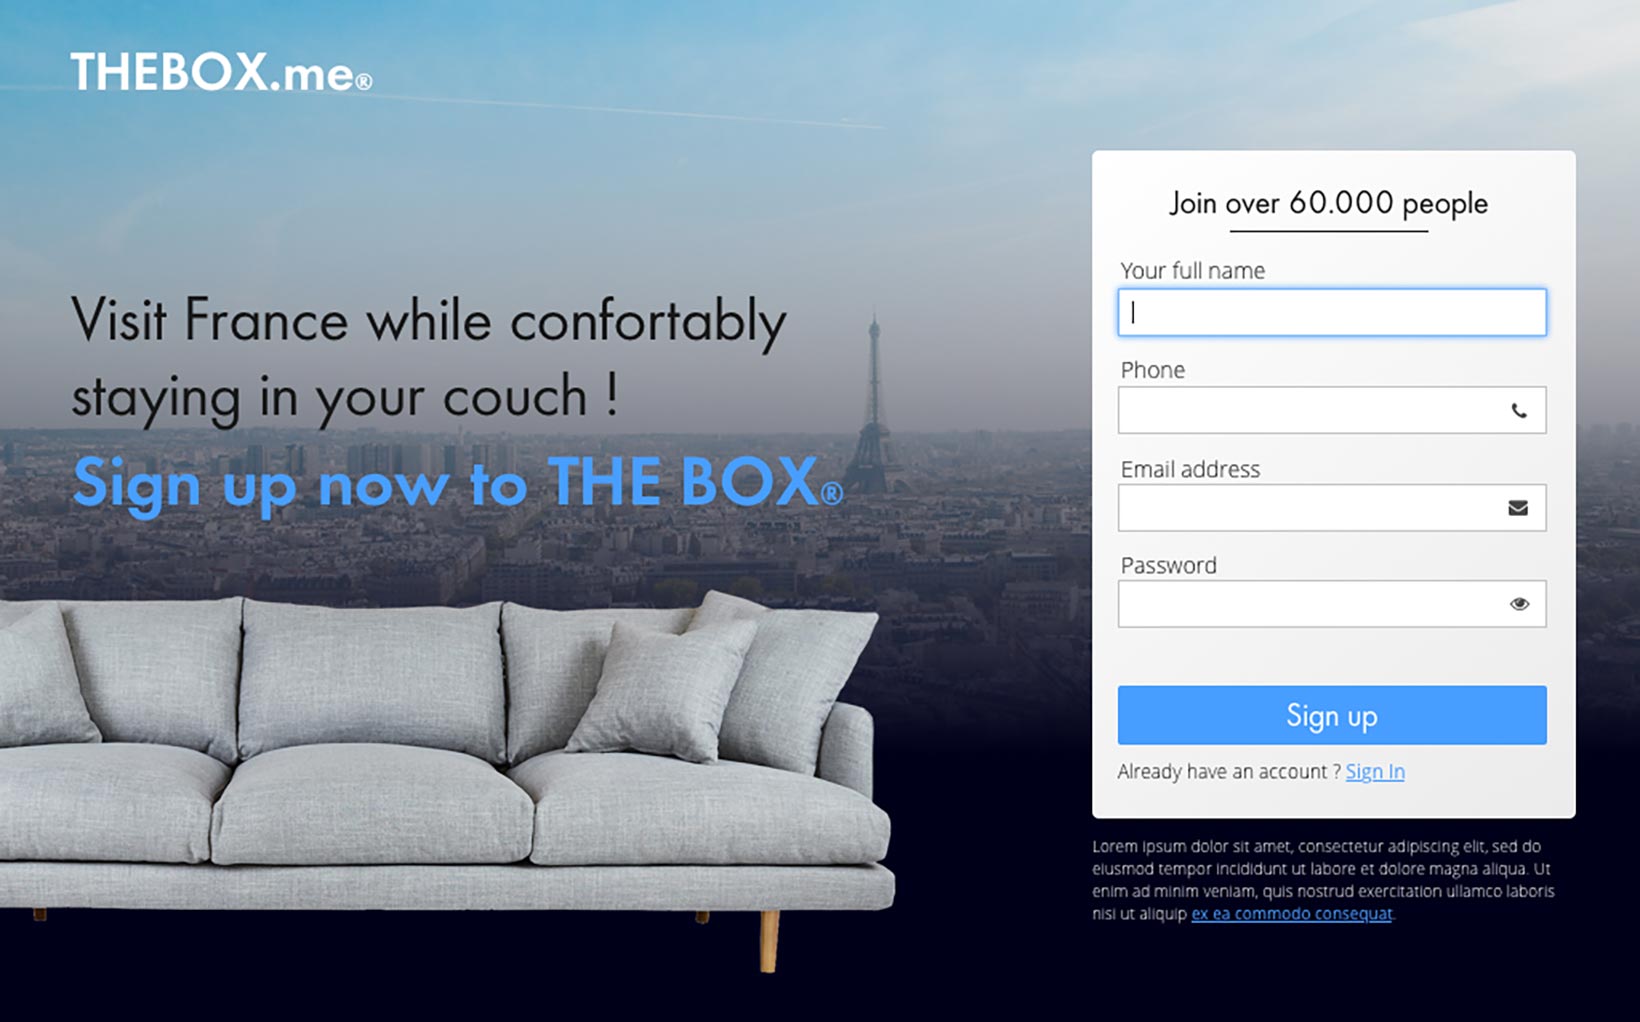 THEBOX.me®
Visit France while confortably
staying in your couch !
Sign up now to THE BOX®
Join over 60.000 people
Your full name
Phone
Email address
Password
Sign up
Already have an account ? Sign In
Lorem ipsum dolor sit amet, consectetur adipiscing elit, sed do
eiusmod tempor incididunt ut labore et dolore magna aliqua. Ut
enim ad minim veniam, quis nostrud exercitation ullamco laboris
nisi ut aliquip ex ea commodo consequat.